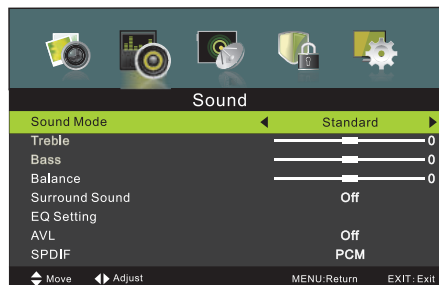 Sound
Sound Mode Standard
Treble 0
Bass 0
Balance 0
Surround Sound Off
EQ Setting
AVL Off
SPDIF PCM
Move Adjust MENU:Return EXIT:Exit